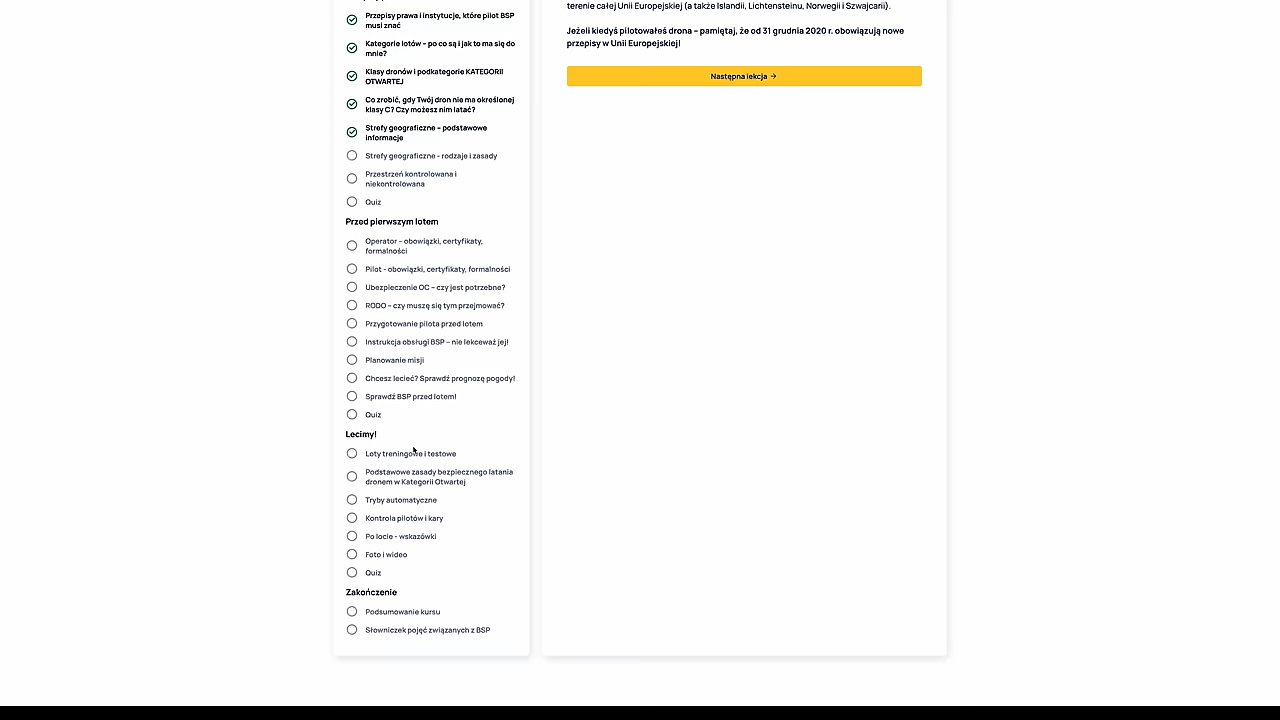 Przepisy prawa i instytucje, które pilot BSP
musi znać
Kategorie lotów – po co są i jak to ma się do
mnie?
Klasy dronów i podkategorie KATEGORII
OTWARTEJ
Co zrobić, gdy Twój dron nie ma określonej
klasy C? Czy możesz nim latać?
Strefy geograficzne – podstawowe
informacje
Strefy geograficzne - rodzaje i zasady
Przestrzeń kontrolowana i
niekontrolowana
Quiz
Przed pierwszym lotem
Operator – obowiązki, certyfikaty,
formalności
Pilot - obowiązki, certyfikaty, formalności
Ubezpieczenie OC – czy jest potrzebne?
RODO – czy muszę się tym przejmować?
Przygotowanie pilota przed lotem
Instrukcja obsługi BSP – nie lekceważ jej!
Planowanie misji
Chcesz lecieć? Sprawdź prognozę pogody!
Sprawdź BSP przed lotem!
Quiz
Lecimy!
Loty treningowe i testowe
Podstawowe zasady bezpiecznego latania
dronem w Kategorii Otwartej
Tryby automatyczne
Kontrola pilotów i kary
Po locie - wskazówki
Foto i wideo
Quiz
Zakończenie
Podsumowanie kursu
Słowniczek pojęć związanych z BSP
terenie całej Unii Europejskiej (a także Islandii, Lichtensteinu, Norwegii i Szwajcarii).
Jeżeli kiedyś pilotowałeś drona – pamiętaj, że od 31 grudnia 2020 r. obowiązują nowe
przepisy w Unii Europejskiej!
Następna lekcja →